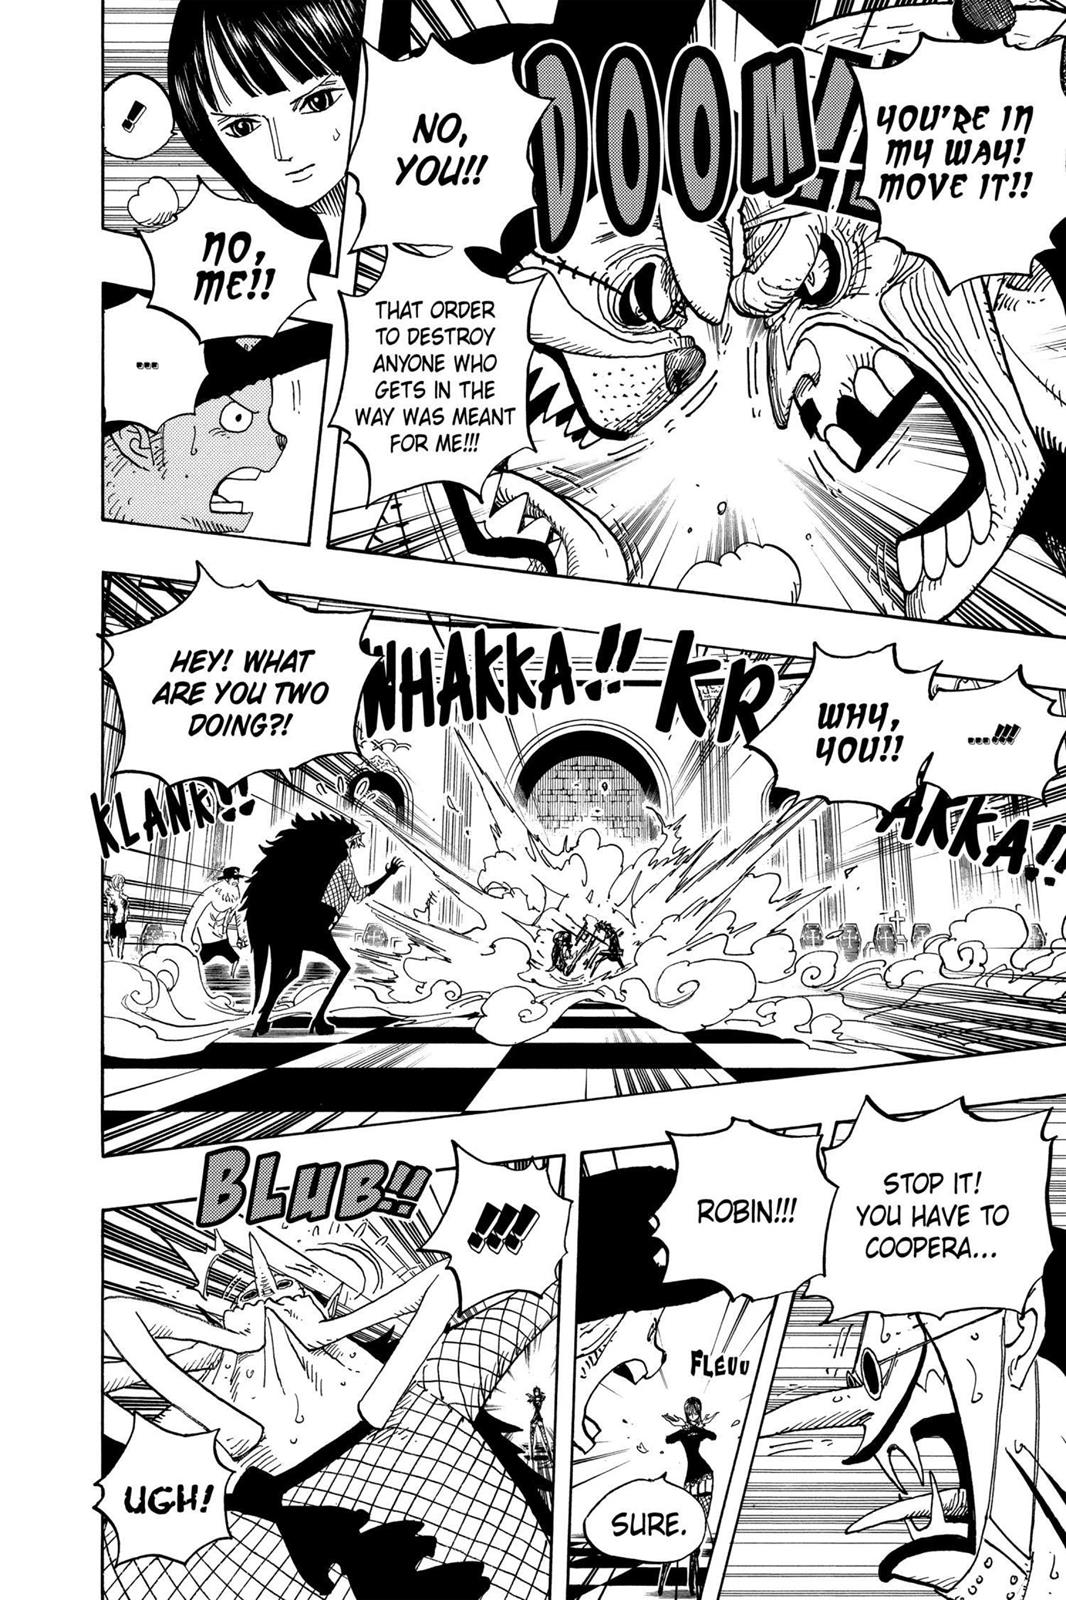 YOU'RE IN
MY WAY!
MOVE IT!!
DOOM
NO,
YOU!!
THAT ORDER
TO DESTROY
ANYONE WHO
GETS IN THE
WAY WAS MEANT
FOR ME!!!
!
NO,
ME!!
...
WHY,
YOU!!
...!!!
KR
AKKA!!
WHAKKA!!
HEY! WHAT
ARE YOU TWO
DOING?!
KLANK!!
STOP IT!
YOU HAVE TO
COOPERA...
ROBIN!!!
FLEUU
SURE.
!!!
BLUB!!
UGH!